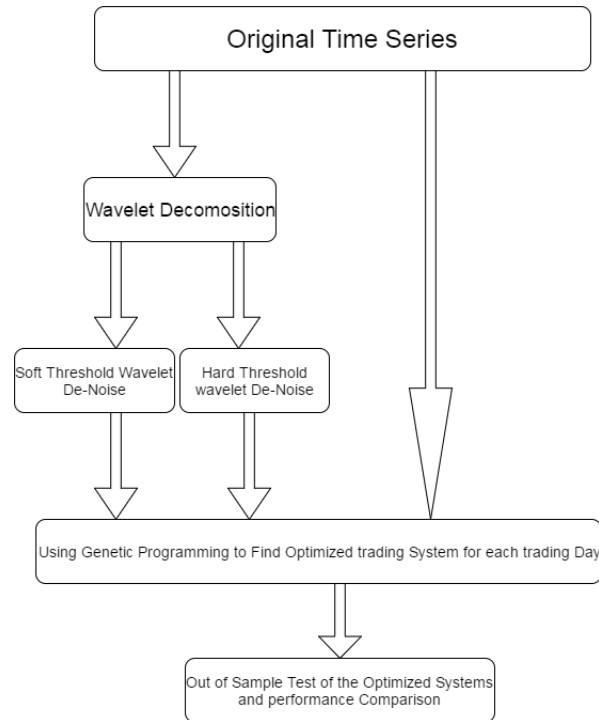 Original Time Series
Wavelet Decomosition
Soft Threshold Wavelet
De-Noise
Hard Threshold
wavelet De-Noise
Using Genetic Programming to Find Optimized trading System for each trading Day
Out of Sample Test of the Optimized Systems
and performance Comparison